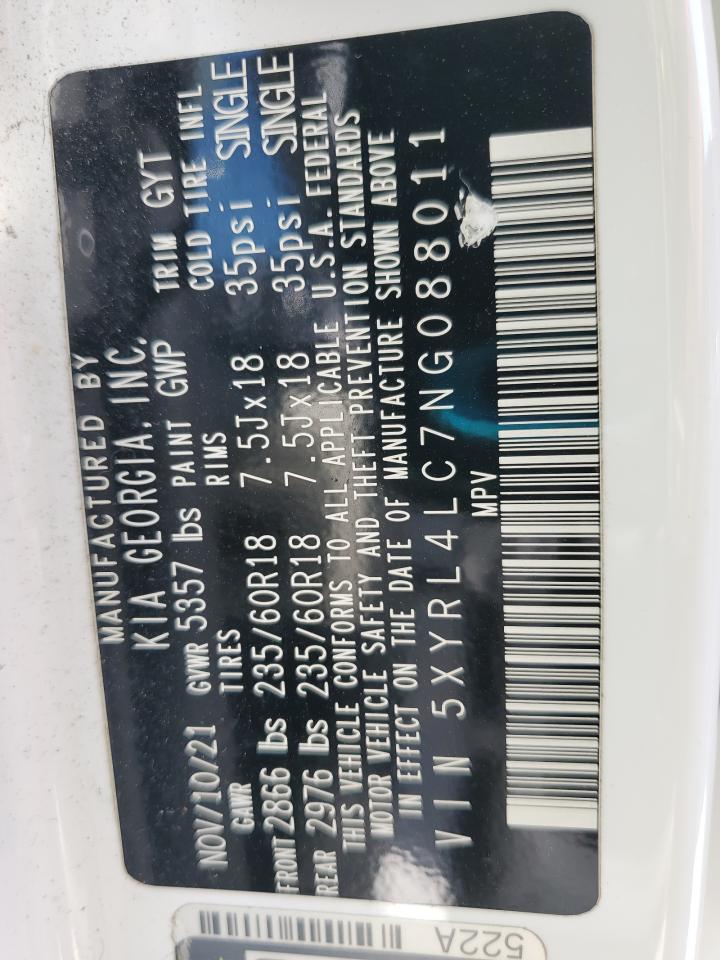 MANUFACTURED BY
KIA GEORGIA, INC.
NOV/10/21 GVWR 5357 lbs PAINT GWP TRIM GYT
GAWR TIRES RIMS COLD TIRE INFL
FRONT 2866 lbs 235/60R18 7.5Jx18 35psi SINGLE
REAR 2976 lbs 235/60R18 7.5Jx18 35psi SINGLE
THIS VEHICLE CONFORMS TO ALL APPLICABLE U.S.A. FEDERAL
MOTOR VEHICLE SAFETY AND THEFT PREVENTION STANDARDS
IN EFFECT ON THE DATE OF MANUFACTURE SHOWN ABOVE
VIN 5XYRL4LC7NG088011
MPV
522A